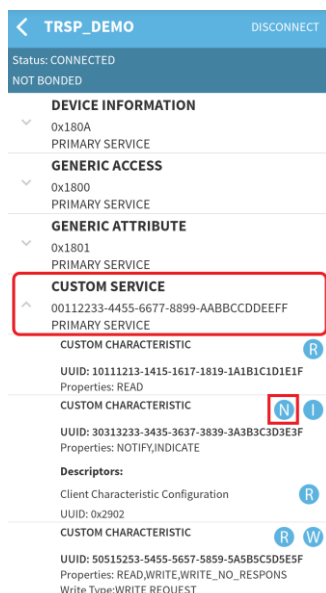 TRSP_DEMO DISCONNECT
Status: CONNECTED
NOT BONDED
DEVICE INFORMATION
0x180A
PRIMARY SERVICE
GENERIC ACCESS
0x1800
PRIMARY SERVICE
GENERIC ATTRIBUTE
0x1801
PRIMARY SERVICE
CUSTOM SERVICE
00112233-4455-6677-8899-AABBCCDDEEFF
PRIMARY SERVICE
CUSTOM CHARACTERISTIC R
UUID: 10111213-1415-1617-1819-1A1B1C1D1E1F
Properties: READ
CUSTOM CHARACTERISTIC N I
UUID: 30313233-3435-3637-3839-3A3B3C3D3E3F
Properties: NOTIFY,INDICATE
Descriptors:
Client Characteristic Configuration R
UUID: 0x2902
CUSTOM CHARACTERISTIC R W
UUID: 50515253-5455-5657-5859-5A5B5C5D5E5F
Properties: READ,WRITE,WRITE_NO_RESPONS
Write Type:WRITE REQUEST